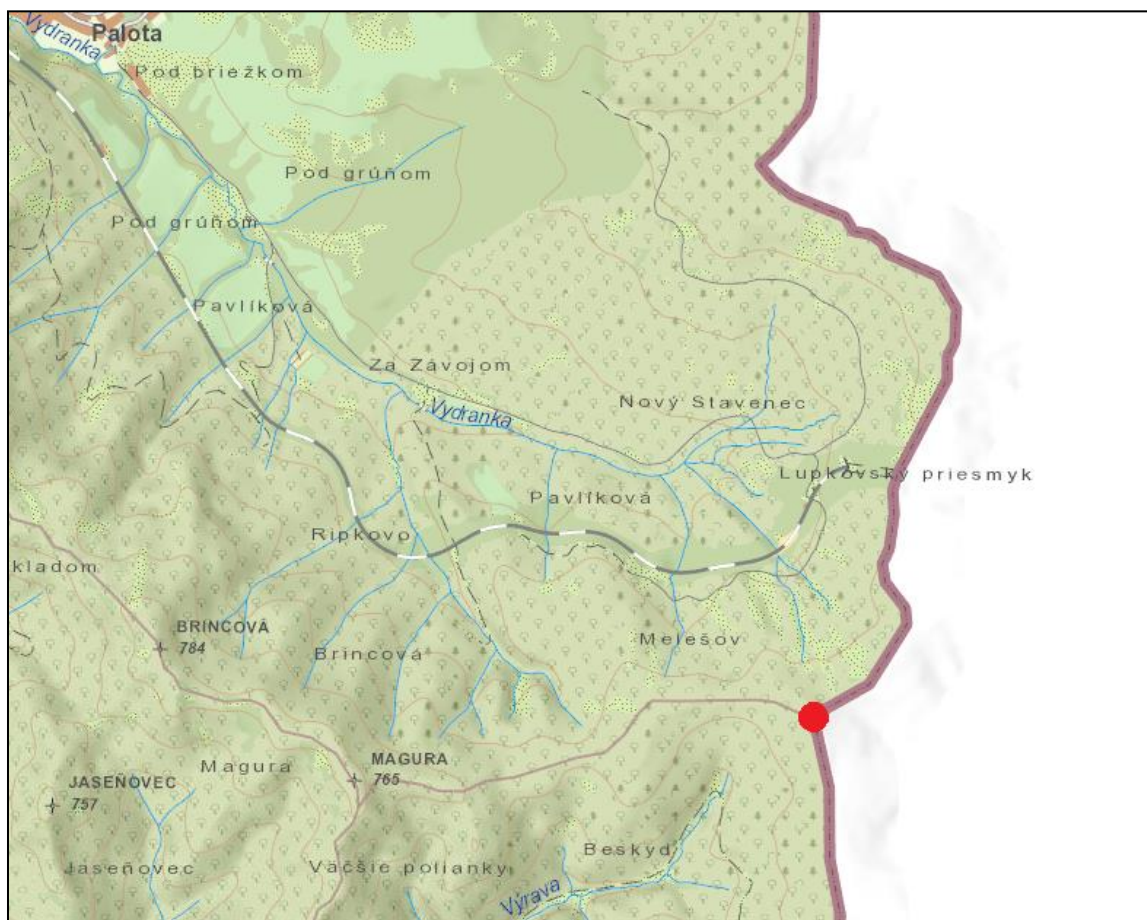 Palota
Vydranka
Pod briežkom
Pod grúňom
Pod grúňom
Pavlíková
Za Závojom
Vydranka
Nový Stavenec
Lupkovský priesmyk
Pavlíková
Ripkovo
kladom
BRINCOVÁ
784
Brincová
Melešov
MAGURA
765
Magura
JASEŇOVEC
757
Beskyd
Jaseňovec
Väčšie polianky
Výrava